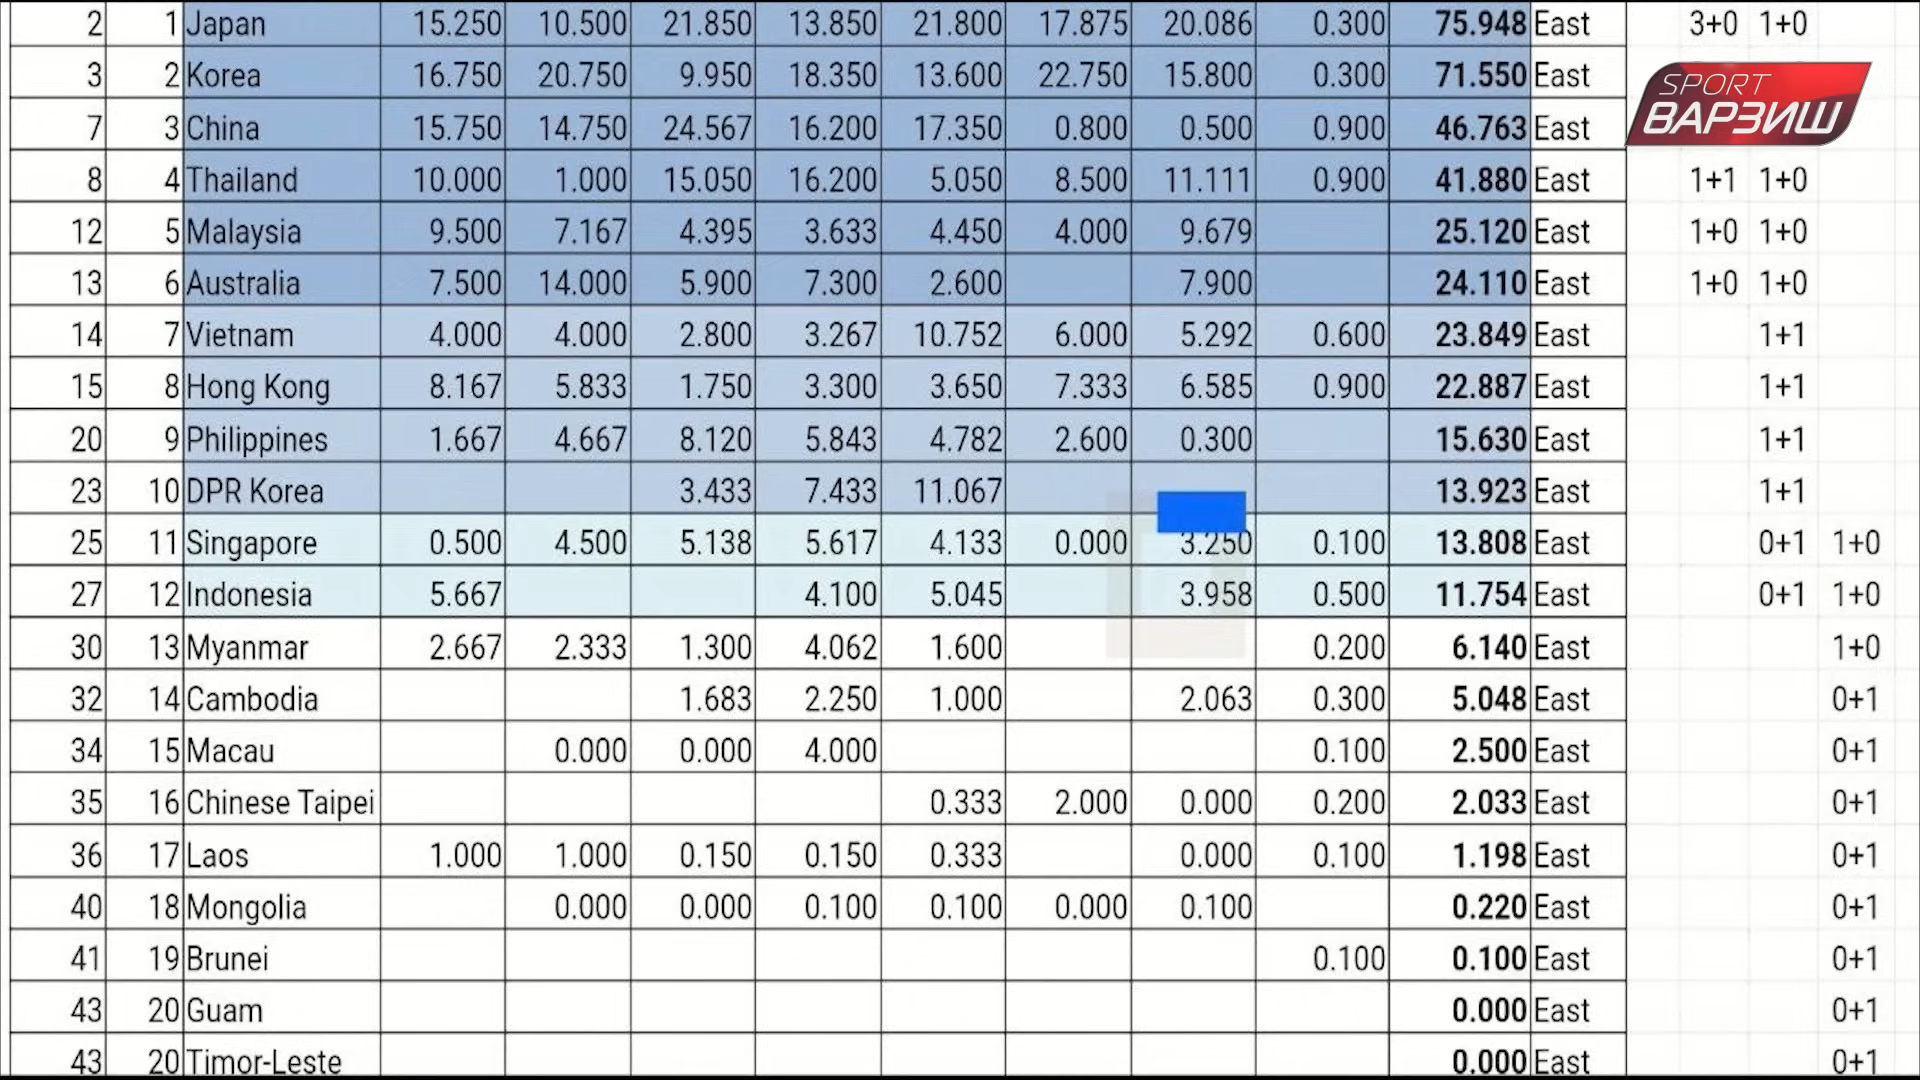 2 1 Japan 15.250 10.500 21.850 13.850 21.800 17.875 20.086 0.300 75.948 East 3+0 1+0
3 2 Korea 16.750 20.750 9.950 18.350 13.600 22.750 15.800 0.300 71.550 East
SPORT
ВАРЗИШ
7 3 China 15.750 14.750 24.567 16.200 17.350 0.800 0.500 0.900 46.763 East
8 4 Thailand 10.000 1.000 15.050 16.200 5.050 8.500 11.111 0.900 41.880 East 1+1 1+0
12 5 Malaysia 9.500 7.167 4.395 3.633 4.450 4.000 9.679 25.120 East 1+0 1+0
13 6 Australia 7.500 14.000 5.900 7.300 2.600 7.900 24.110 East 1+0 1+0
14 7 Vietnam 4.000 4.000 2.800 3.267 10.752 6.000 5.292 0.600 23.849 East 1+1
15 8 Hong Kong 8.167 5.833 1.750 3.300 3.650 7.333 6.585 0.900 22.887 East 1+1
20 9 Philippines 1.667 4.667 8.120 5.843 4.782 2.600 0.300 15.630 East 1+1
23 10 DPR Korea 3.433 7.433 11.067 13.923 East 1+1
25 11 Singapore 0.500 4.500 5.138 5.617 4.133 0.000 3.250 0.100 13.808 East 0+1 1+0
27 12 Indonesia 5.667 4.100 5.045 3.958 0.500 11.754 East 0+1 1+0
30 13 Myanmar 2.667 2.333 1.300 4.062 1.600 0.200 6.140 East 1+0
32 14 Cambodia 1.683 2.250 1.000 2.063 0.300 5.048 East 0+1
34 15 Macau 0.000 0.000 4.000 0.100 2.500 East 0+1
35 16 Chinese Taipei 0.333 2.000 0.000 0.200 2.033 East 0+1
36 17 Laos 1.000 1.000 0.150 0.150 0.333 0.000 0.100 1.198 East 0+1
40 18 Mongolia 0.000 0.000 0.100 0.100 0.000 0.100 0.220 East 0+1
41 19 Brunei 0.100 0.100 East 0+1
43 20 Guam 0.000 East 0+1
43 20 Timor-Leste 0.000 East 0+1